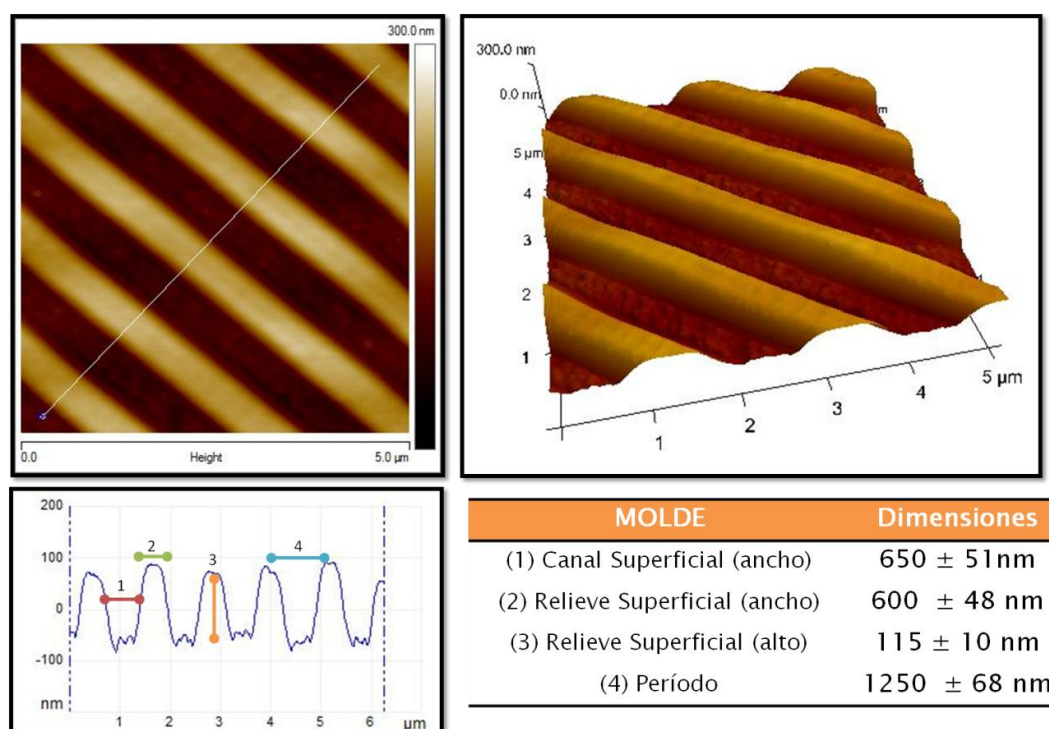 300.0 nm
0.0
Height
5.0 µm
300.0 nm
0.0 nm
5 µm
4
3
2
1
1
2
3
4
5 µm
200
100
0
-100
nm
1
2
3
4
1 2 3 4 5 6 µm
MOLDE Dimensiones
(1) Canal Superficial (ancho) 650 ± 51nm
(2) Relieve Superficial (ancho) 600 ± 48 nm
(3) Relieve Superficial (alto) 115 ± 10 nm
(4) Período 1250 ± 68 nm